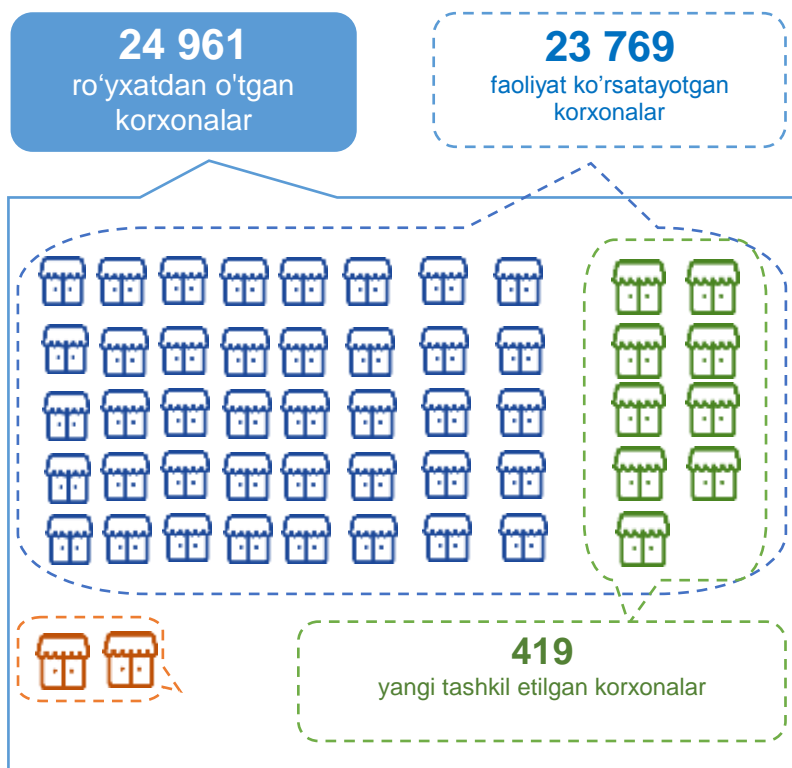 24 961
ro‘yxatdan o'tgan
korxonalar
23 769
faoliyat ko’rsatayotgan
korxonalar
419
yangi tashkil etilgan korxonalar